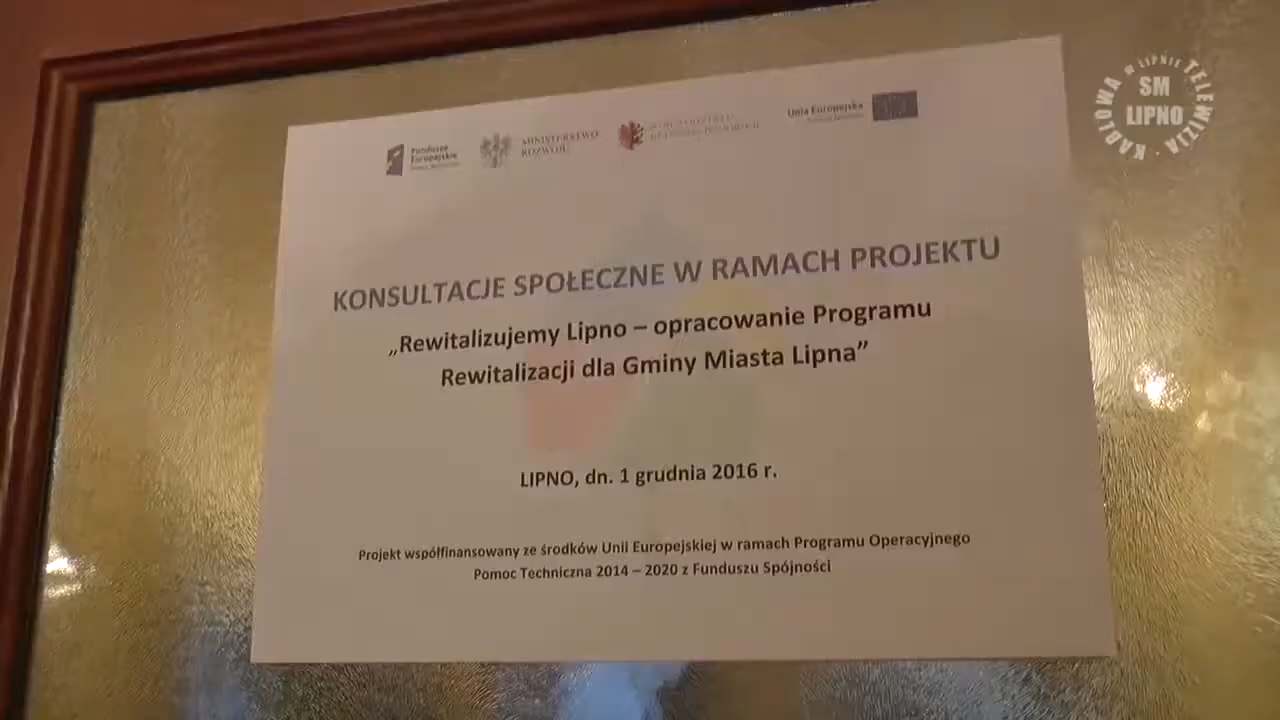 Fundusze
Europejskie
MINISTERSTWO
ROZWOJU
Unia Europejska
KONSULTACJE SPOŁECZNE W RAMACH PROJEKTU
„Rewitalizujemy Lipno – opracowanie Programu
Rewitalizacji dla Gminy Miasta Lipna”
LIPNO, dn. 1 grudnia 2016 r.
Projekt współfinansowany ze środków Unii Europejskiej w ramach Programu Operacyjnego
Pomoc Techniczna 2014 – 2020 z Funduszu Spójności
KABLOWA TELEWIZJA
W LIPNIE
SM
LIPNO